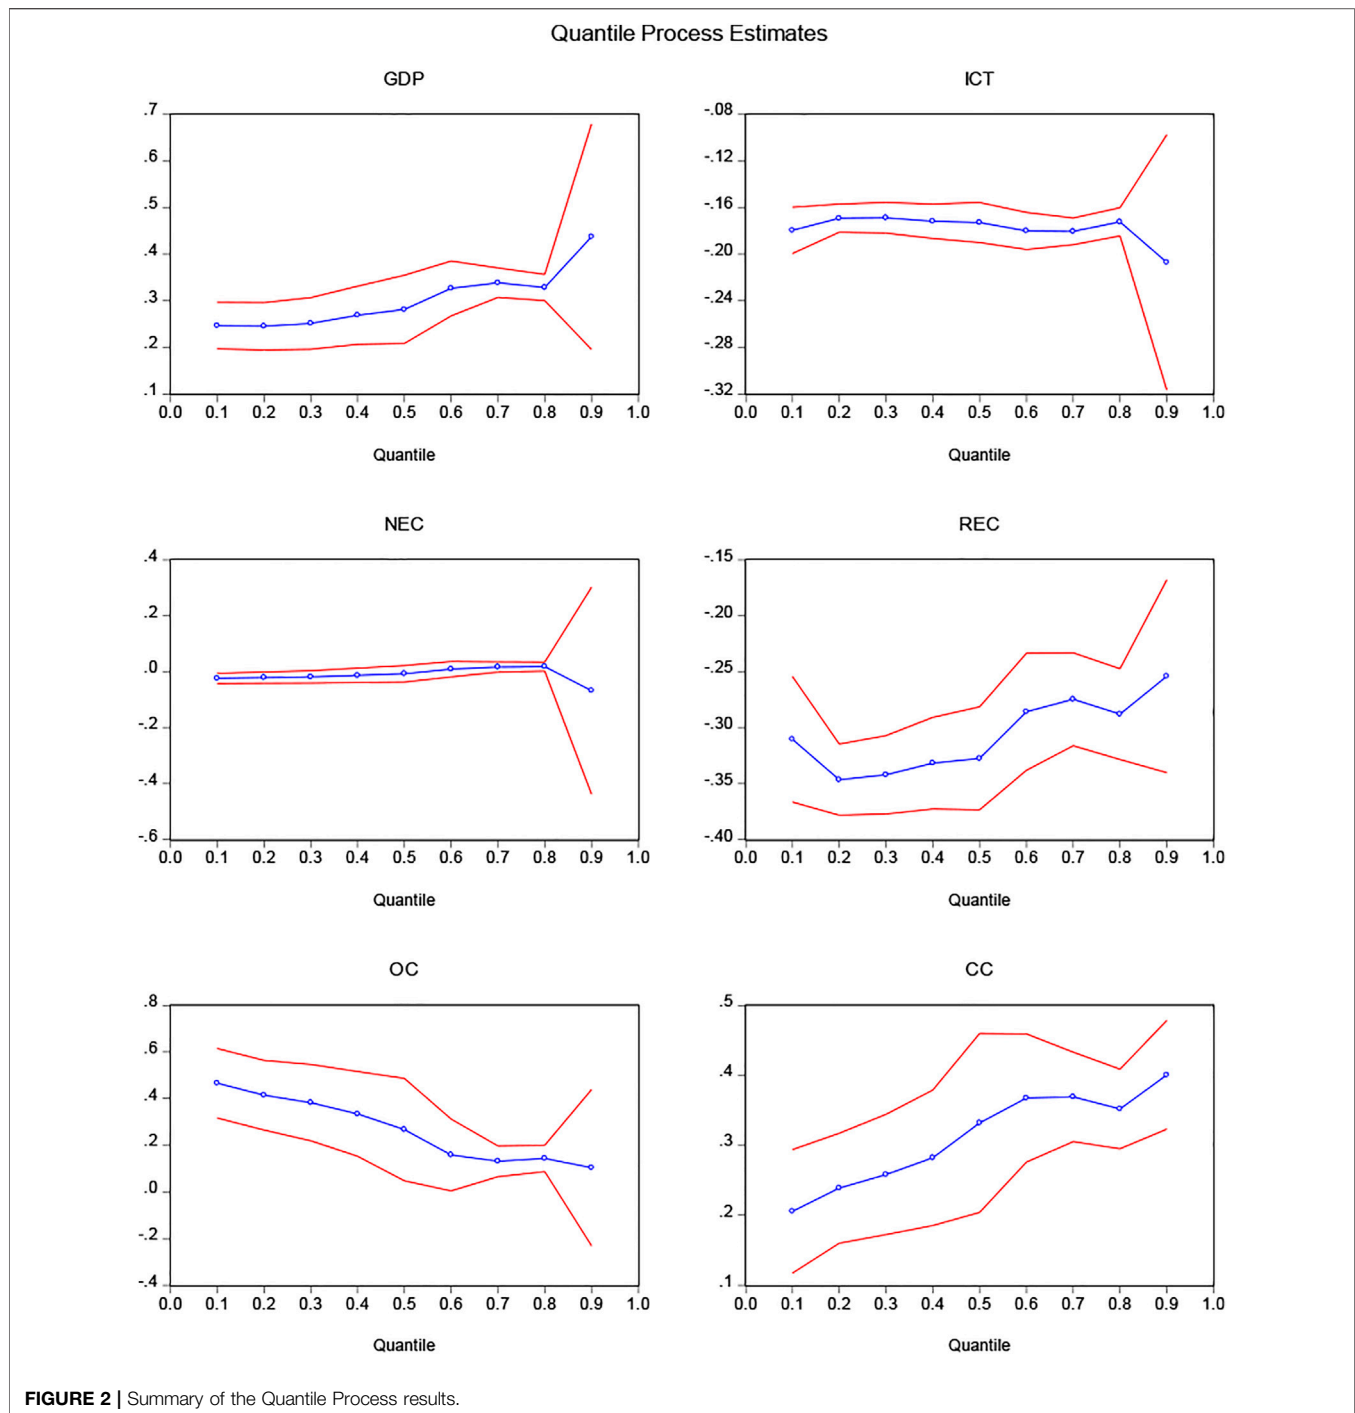 Quantile Process Estimates
GDP
.7
.6
.5
.4
.3
.2
.1
0.0 0.1 0.2 0.3 0.4 0.5 0.6 0.7 0.8 0.9 1.0
Quantile
ICT
-.08
-.12
-.16
-.20
-.24
-.28
-.32
0.0 0.1 0.2 0.3 0.4 0.5 0.6 0.7 0.8 0.9 1.0
Quantile
NEC
.4
.2
.0
-.2
-.4
-.6
0.0 0.1 0.2 0.3 0.4 0.5 0.6 0.7 0.8 0.9 1.0
Quantile
REC
-.15
-.20
-.25
-.30
-.35
-.40
0.0 0.1 0.2 0.3 0.4 0.5 0.6 0.7 0.8 0.9 1.0
Quantile
OC
.8
.6
.4
.2
.0
-.2
-.4
0.0 0.1 0.2 0.3 0.4 0.5 0.6 0.7 0.8 0.9 1.0
Quantile
CC
.5
.4
.3
.2
.1
0.0 0.1 0.2 0.3 0.4 0.5 0.6 0.7 0.8 0.9 1.0
Quantile
FIGURE 2 | Summary of the Quantile Process results.